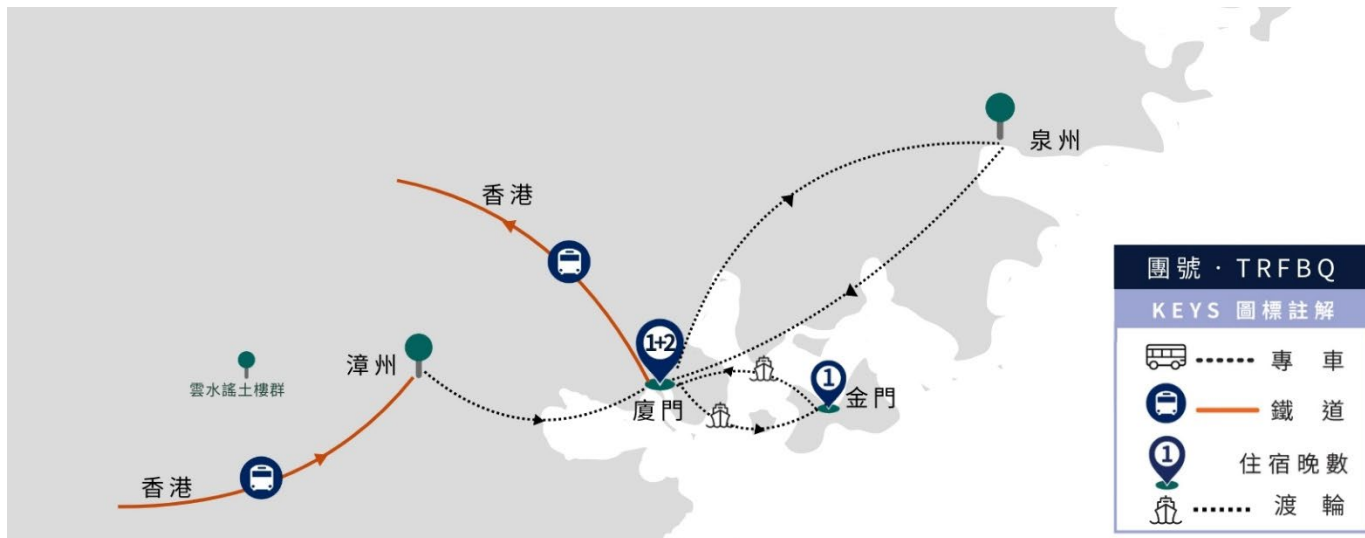 泉州
香港
1+2
漳州
雲水謠土樓群
1
金門
廈門
香港
團號·TRFBQ
KEYS 圖標註解
專車
鐵道
1
住宿晚數
渡輪